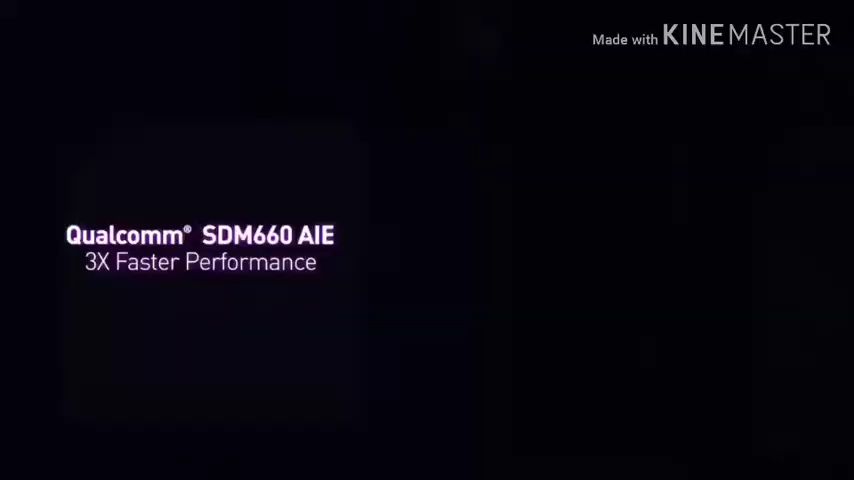 Made with KINEMASTER
Qualcomm® SDM660 AIE
3X Faster Performance